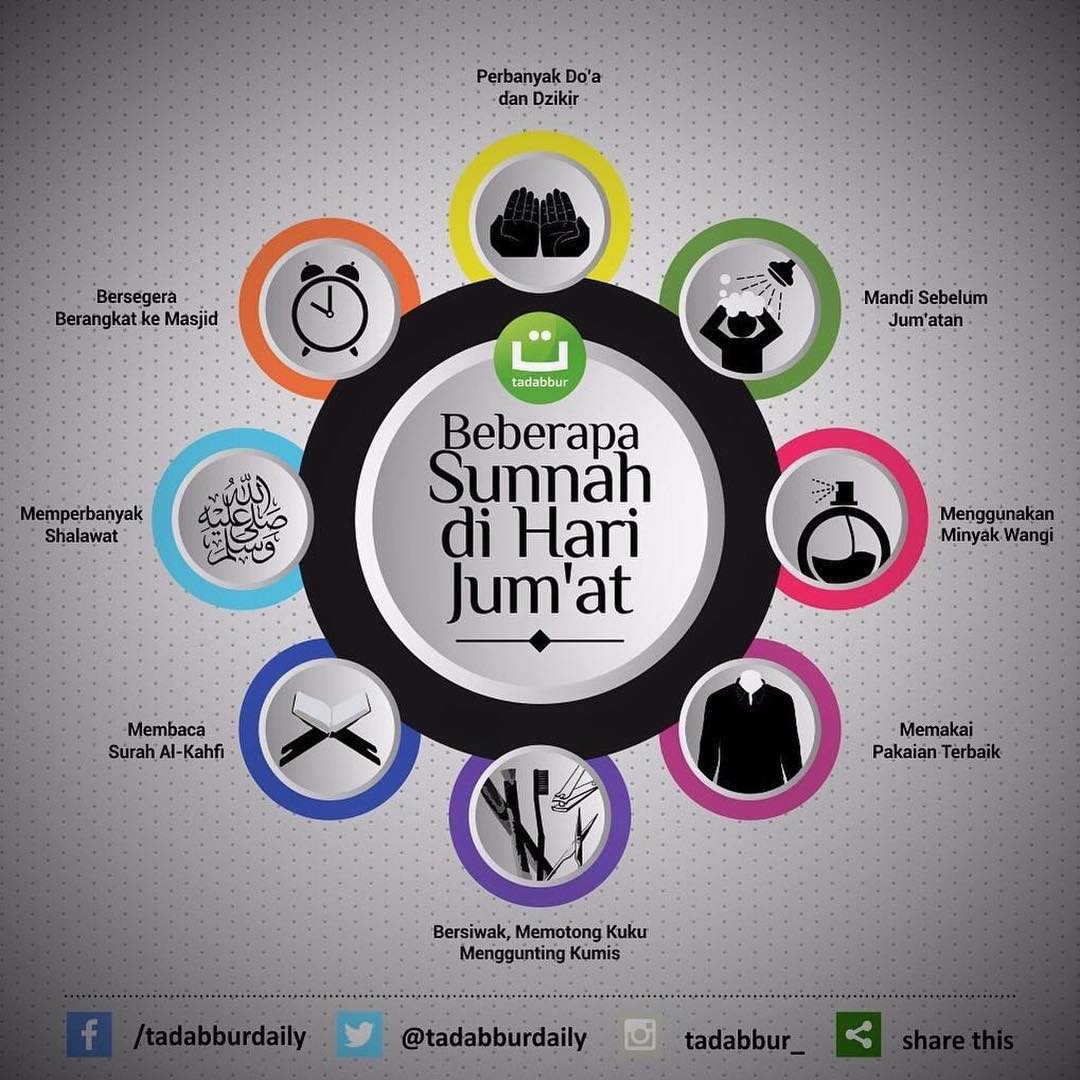 Perbanyak Do'a
dan Dzikir
Bersegera
Berangkat ke Masjid
Mandi Sebelum
Jum'atan
tadabbur
Beberapa
Sunnah
di Hari
Jum'at
Memperbanyak
Shalawat
الله
صلى
عليه
وسلم
Menggunakan
Minyak Wangi
Membaca
Surah Al-Kahfi
Memakai
Pakaian Terbaik
Bersiwak, Memotong Kuku
Menggunting Kumis
/tadabburdaily
@tadabburdaily
tadabbur_
share this